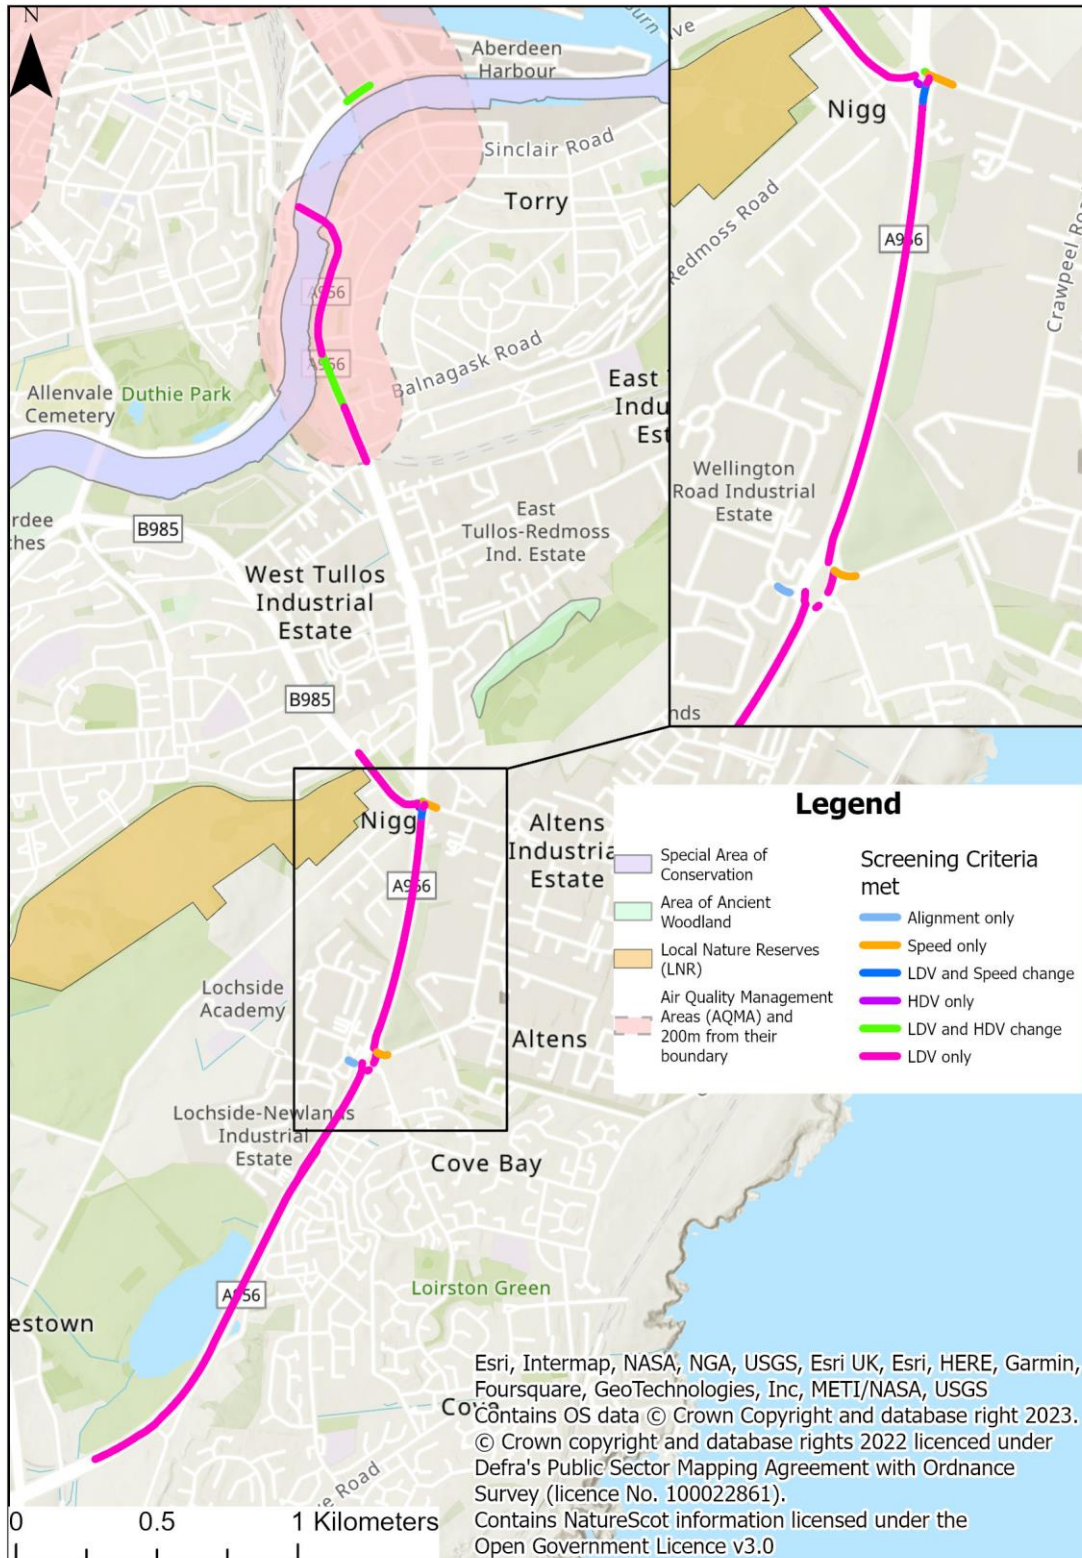 N
Aberdeen
Harbour
Sinclair Road
Torry
A956
A956
Balnagask Road
Allenvale
Cemetery
Duthie Park
B985
East
Tullos-Redmoss
Ind. Estate
West Tullos
Industrial
Estate
B985
Nigg
Altens
Industria
Estate
A956
Lochside
Academy
Altens
Lochside-Newlands
Industrial
Estate
Cove Bay
Loirston Green
A956
estown
Cove
Road
0 0.5 1 Kilometers
Nigg
Redmoss Road
A956
Crawpeel Ro
Wellington
Road Industrial
Estate
nds
Legend
Special Area of
Conservation
Area of Ancient
Woodland
Local Nature Reserves
(LNR)
Air Quality Management
Areas (AQMA) and
200m from their
boundary
Screening Criteria
met
Alignment only
Speed only
LDV and Speed change
HDV only
LDV and HDV change
LDV only
Esri, Intermap, NASA, NGA, USGS, Esri UK, Esri, HERE, Garmin,
Foursquare, GeoTechnologies, Inc, METI/NASA, USGS
Contains OS data © Crown Copyright and database right 2023.
© Crown copyright and database rights 2022 licenced under
Defra's Public Sector Mapping Agreement with Ordnance
Survey (licence No. 100022861).
Contains NatureScot information licensed under the
Open Government Licence v3.0